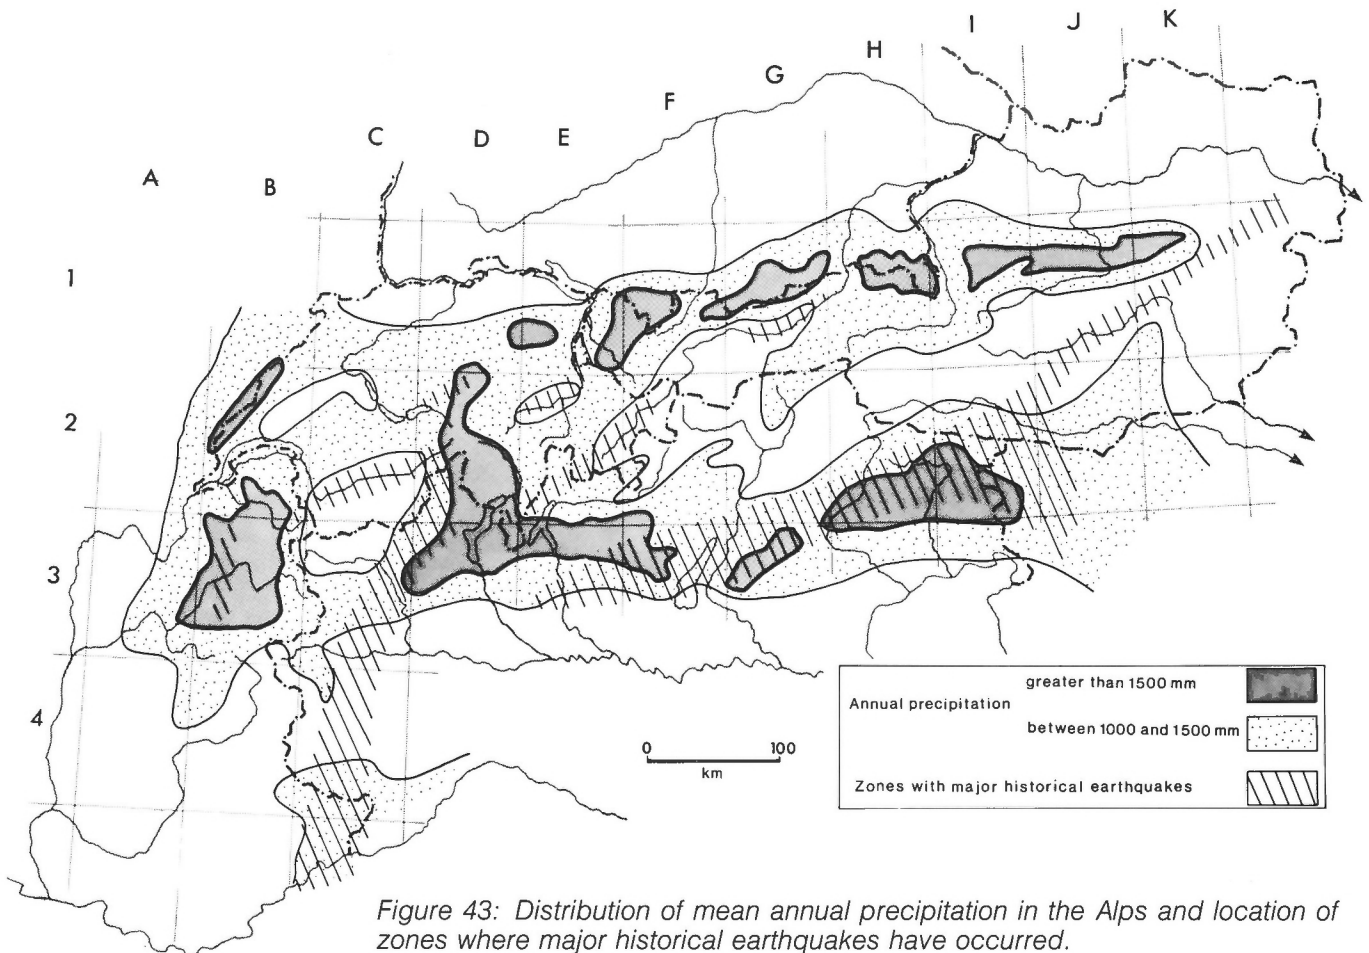 A
B
C
D
E
F
G
H
I
J
K
1
2
3
4
Annual precipitation
greater than 1500 mm
between 1000 and 1500 mm
Zones with major historical earthquakes
0 100
km
Figure 43: Distribution of mean annual precipitation in the Alps and location of
zones where major historical earthquakes have occurred.